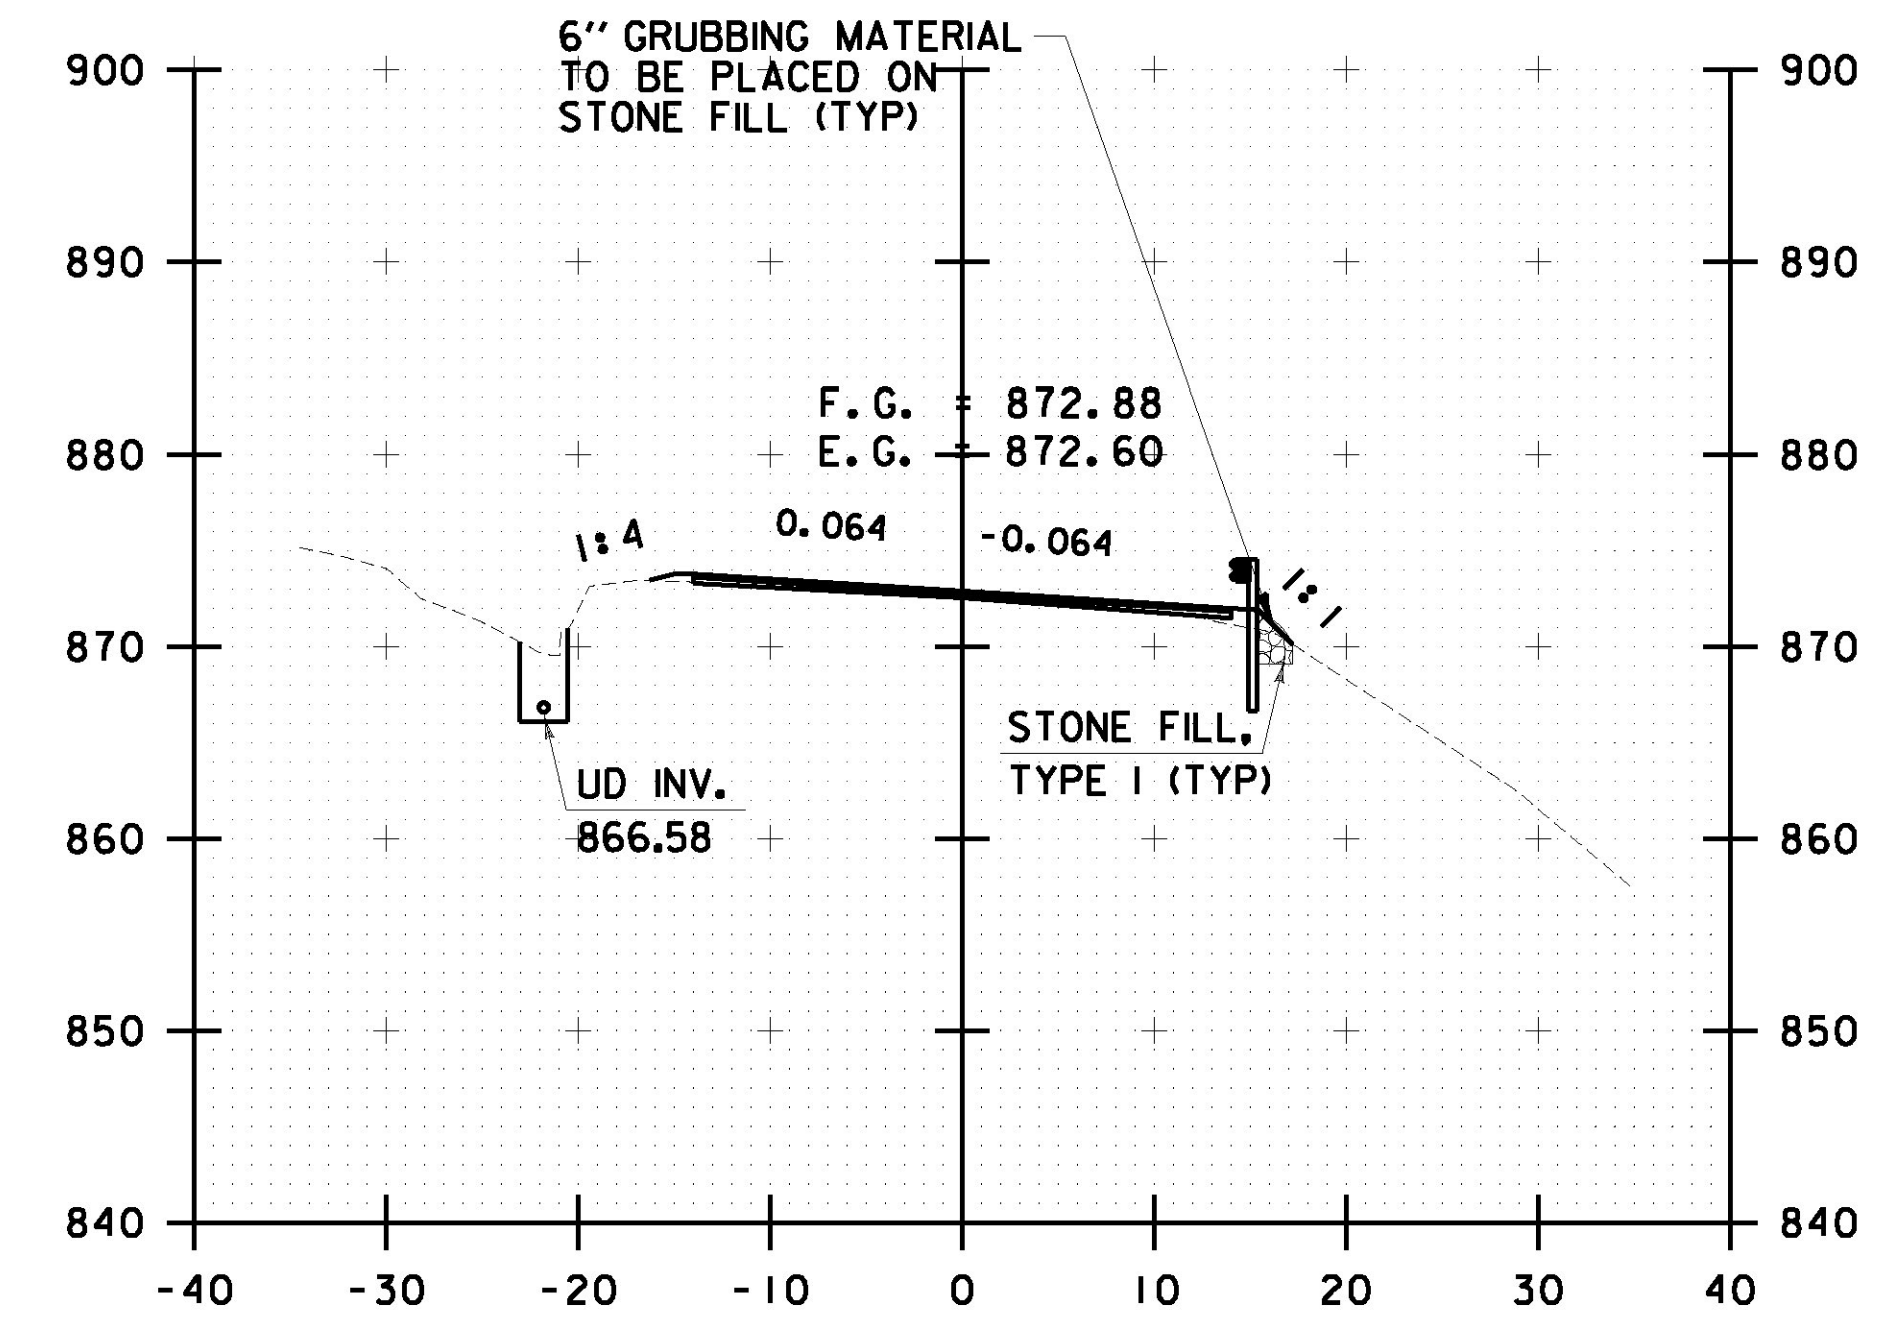 6" GRUBBING MATERIAL
TO BE PLACED ON
STONE FILL (TYP)
900 900
890 890
F.G. = 872.88
880 E.G. = 872.60 880
0.064 -0.064
1:4
1:1
870 870
STONE FILL,
TYPE I (TYP)
UD INV.
866.58
860 860
850 850
840 840
-40 -30 -20 -10 0 10 20 30 40